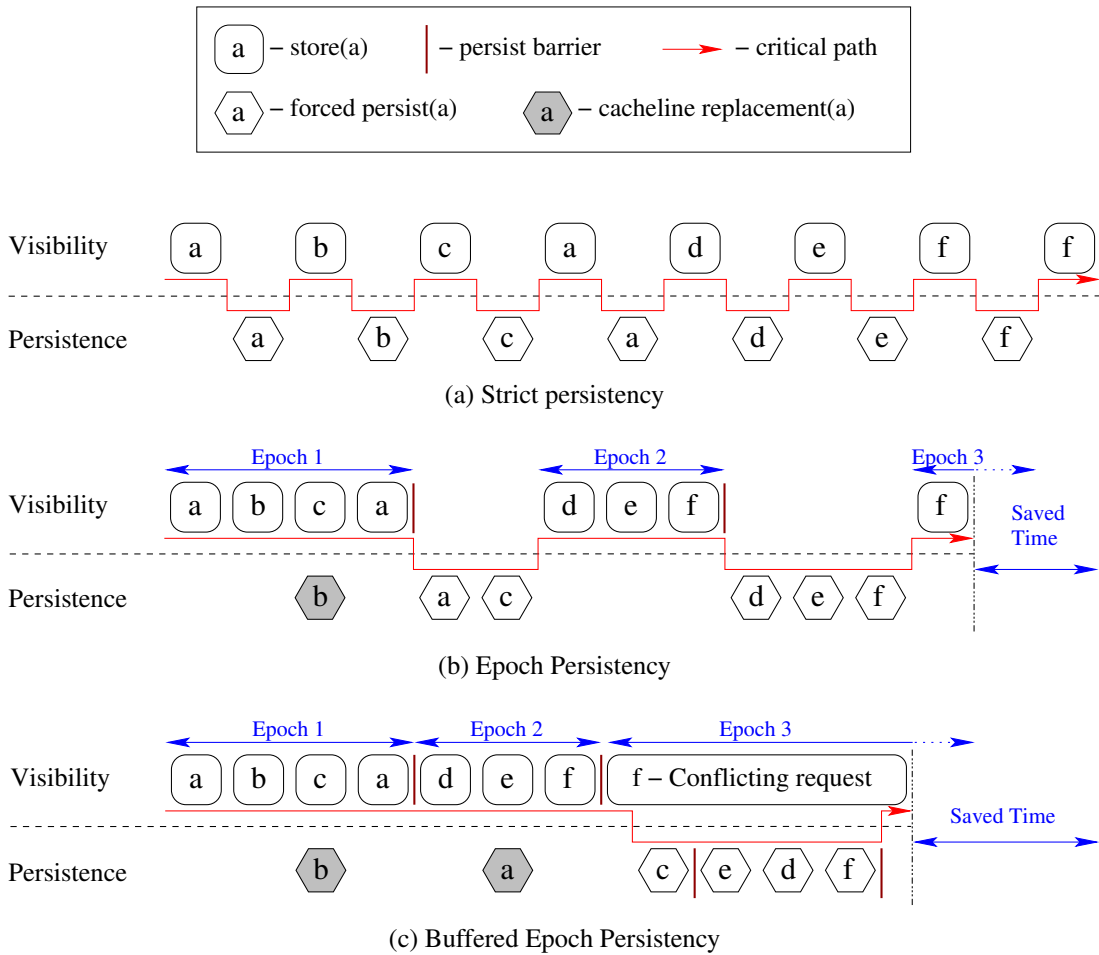 a – store(a) – persist barrier – critical path
a – forced persist(a) a – cacheline replacement(a)
Visibility a b c a d e f f
Persistence a b c a d e f
(a) Strict persistency
Epoch 1 Epoch 2 Epoch 3
Visibility a b c a d e f
Saved
Time
Persistence b a c d e f
(b) Epoch Persistency
Epoch 1 Epoch 2 Epoch 3
Visibility a b c a d e f f – Conflicting request
Saved Time
Persistence b a c e d f
(c) Buffered Epoch Persistency